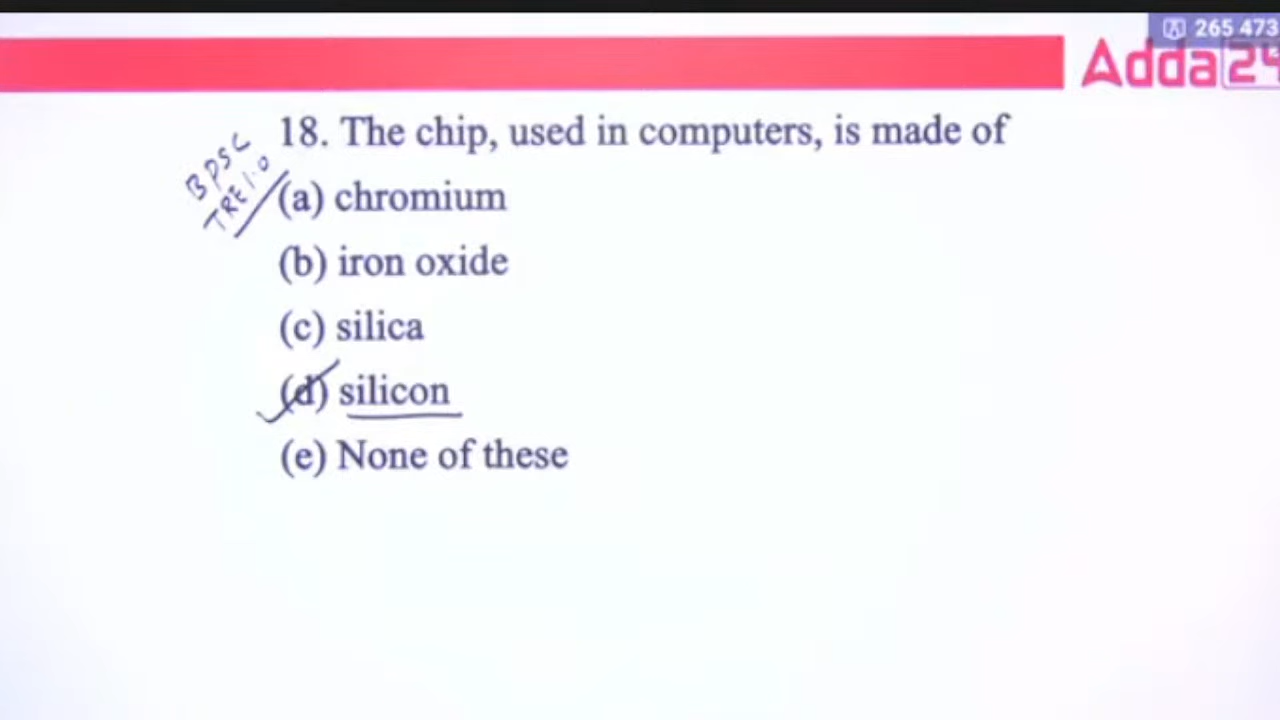 265 473
Adda24
18. The chip, used in computers, is made of
BPSC
TRE 1.0
(a) chromium
(b) iron oxide
(c) silica
(d) silicon
(e) None of these